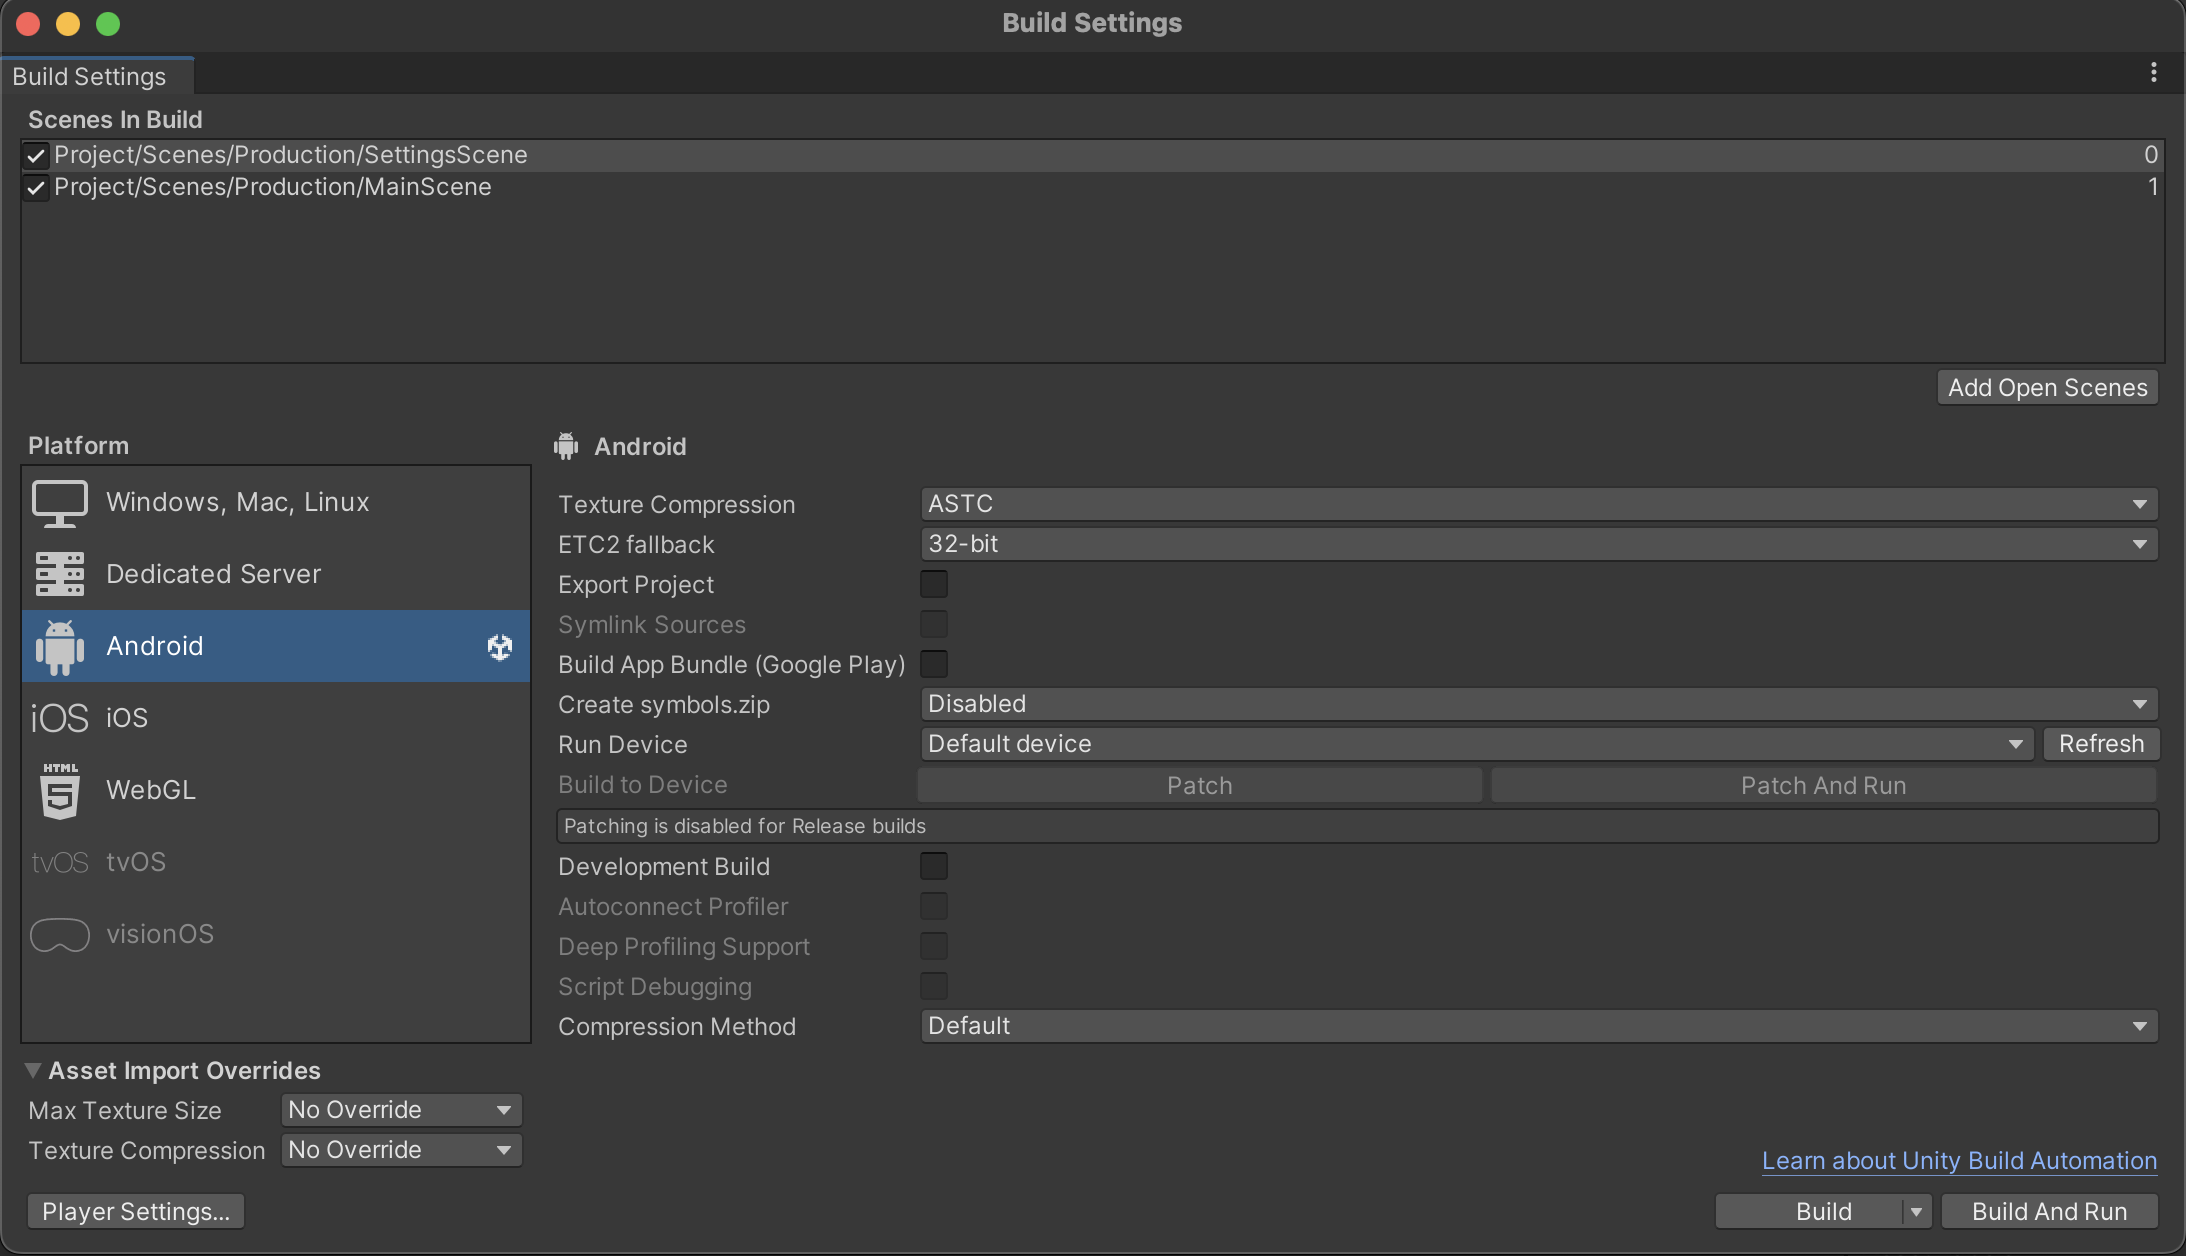 Build Settings
Build Settings
Scenes In Build
Project/Scenes/Production/SettingsScene 0
Project/Scenes/Production/MainScene 1
Add Open Scenes
Platform
Windows, Mac, Linux
Dedicated Server
Android
iOS iOS
HTML
5 WebGL
tvOS tvOS
visionOS
Android
Texture Compression ASTC
ETC2 fallback 32-bit
Export Project
Symlink Sources
Build App Bundle (Google Play)
Create symbols.zip Disabled
Run Device Default device Refresh
Build to Device Patch Patch And Run
Patching is disabled for Release builds
Development Build
Autoconnect Profiler
Deep Profiling Support
Script Debugging
Compression Method Default
Asset Import Overrides
Max Texture Size No Override
Texture Compression No Override
Learn about Unity Build Automation
Player Settings... Build Build And Run